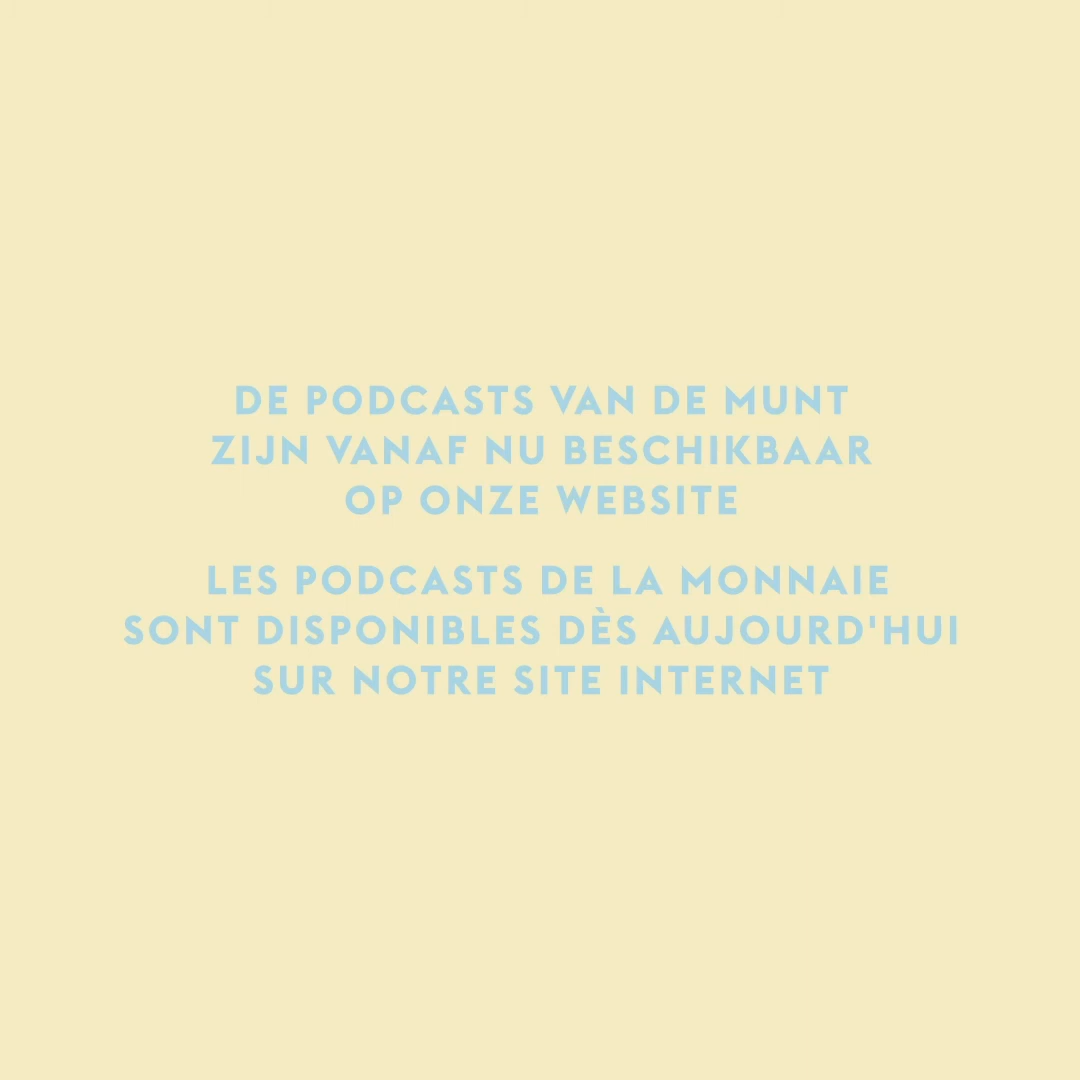 DE PODCASTS VAN DE MUNT
ZIJN VANAF NU BESCHIKBAAR
OP ONZE WEBSITE
LES PODCASTS DE LA MONNAIE
SONT DISPONIBLES DÈS AUJOURD'HUI
SUR NOTRE SITE INTERNET